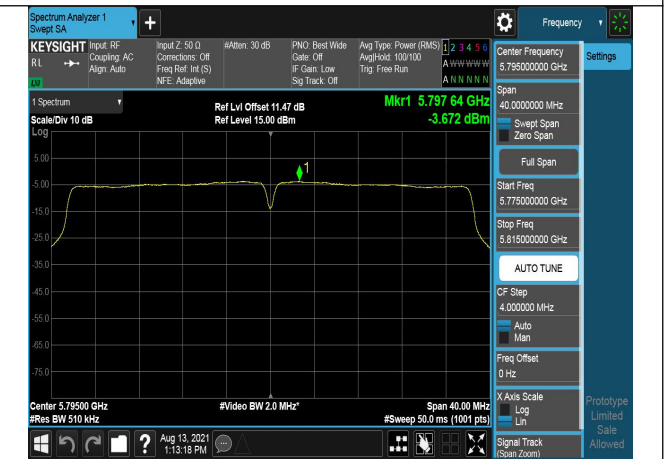 Spectrum Analyzer 1
Swept SA
+
Frequency
KEYSIGHT
RL
Input: RF
Coupling: AC
Align: Auto
Input Z: 50 Ω
Corrections: Off
Freq Ref: Int (S)
NFE: Adaptive
#Atten: 30 dB
PNO: Best Wide
Gate: Off
IF Gain: Low
Sig Track: Off
Avg Type: Power (RMS)
Avg|Hold: 100/100
Trig: Free Run
1 2 3 4 5 6
A W W W W W
A N N N N N
1 Spectrum
Scale/Div 10 dB
Log
Ref Lvl Offset 11.47 dB
Ref Level 15.00 dBm
Mkr1 5.797 64 GHz
-3.672 dBm
5.00
-5.00
-15.0
-25.0
-35.0
-45.0
-55.0
-65.0
-75.0
1
Center 5.79500 GHz
#Res BW 510 kHz
#Video BW 2.0 MHz*
Span 40.00 MHz
#Sweep 50.0 ms (1001 pts)
?
Aug 13, 2021
1:13:18 PM
Center Frequency
5.795000000 GHz
Settings
Span
40.0000000 MHz
Swept Span
Zero Span
Full Span
Start Freq
5.775000000 GHz
Stop Freq
5.815000000 GHz
AUTO TUNE
CF Step
4.000000 MHz
Auto
Man
Freq Offset
0 Hz
X Axis Scale
Log
Lin
Signal Track
(Span Zoom)
Prototype
Limited
Sale
Allowed